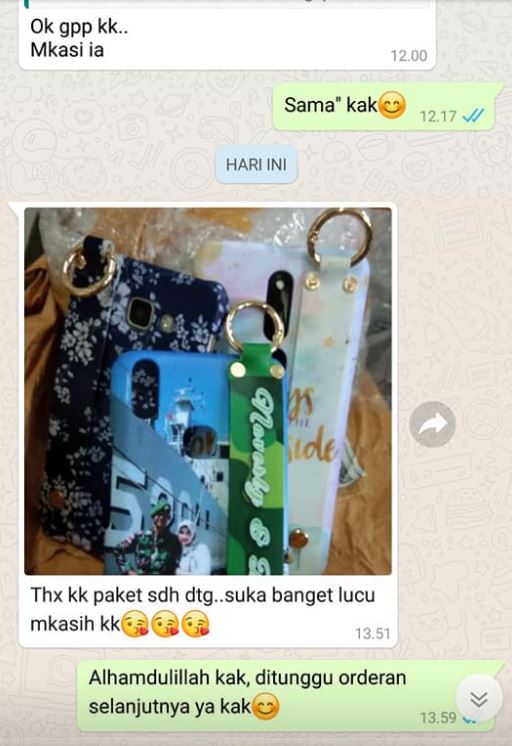 Ok gpp kk..
Mkasi ia
12.00
Sama" kak😊
12.17
HARI INI
Thx kk paket sdh dtg..suka banget lucu
mkasih kk😘😘😘
13.51
Alhamdulillah kak, ditunggu orderan
selanjutnya ya kak😊
13.59